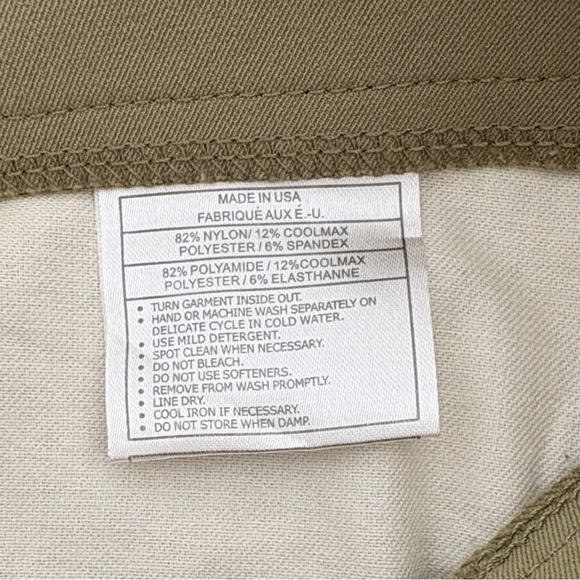 MADE IN USA
FABRIQUÉ AUX É.-U.
82% NYLON/ 12% COOLMAX
POLYESTER / 6% SPANDEX
82% POLYAMIDE / 12%COOLMAX
POLYESTER / 6% ELASTHANNE
• TURN GARMENT INSIDE OUT.
• HAND OR MACHINE WASH SEPARATELY ON
DELICATE CYCLE IN COLD WATER.
• USE MILD DETERGENT.
• SPOT CLEAN WHEN NECESSARY.
• DO NOT BLEACH.
• DO NOT USE SOFTENERS.
• REMOVE FROM WASH PROMPTLY.
• LINE DRY.
• COOL IRON IF NECESSARY.
• DO NOT STORE WHEN DAMP.